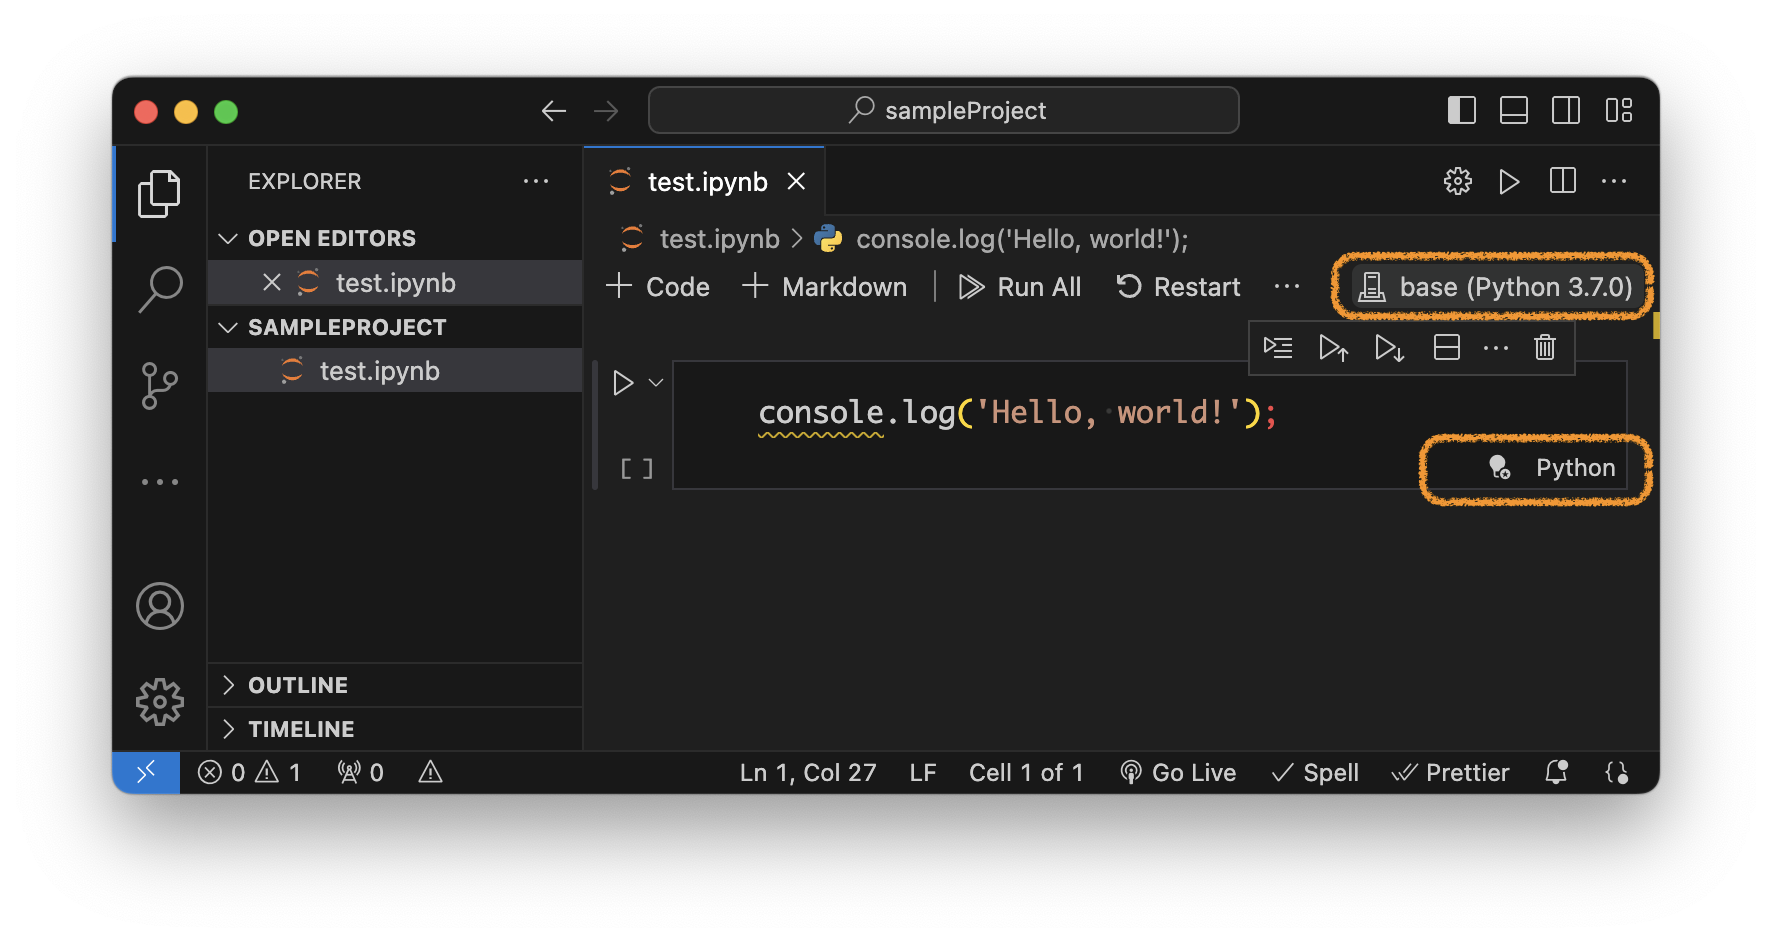 sampleProject
EXPLORER
test.ipynb
OPEN EDITORS
test.ipynb > console.log('Hello, world!');
test.ipynb
Code Markdown Run All Restart ... base (Python 3.7.0)
SAMPLEPROJECT
test.ipynb
console.log('Hello, world!');
[ ]
Python
OUTLINE
TIMELINE
0 1 0 Ln 1, Col 27 LF Cell 1 of 1 Go Live Spell Prettier